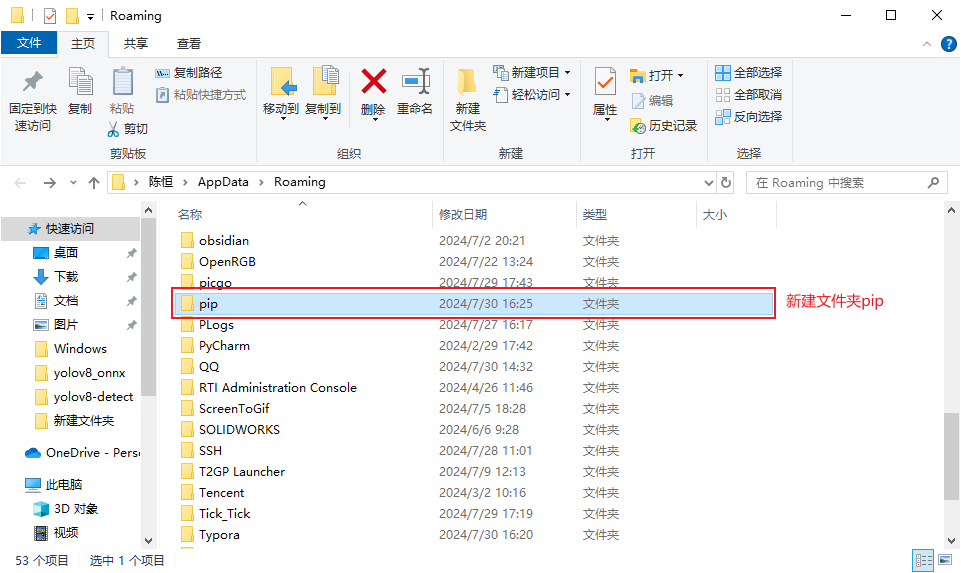 Roaming
文件 主页 共享 查看
固定到快速访问
复制
粘贴
复制路径
粘贴快捷方式
剪切
剪贴板
移动到 复制到 删除 重命名
组织
新建文件夹
新建项目
轻松访问
新建
属性
打开
编辑
历史记录
打开
全部选择
全部取消
反向选择
选择
陈恒 > AppData > Roaming
在 Roaming 中搜索
快速访问
桌面
下载
文档
图片
Windows
yolov8_onnx
yolov8-detect
新建文件夹
OneDrive - Perso
此电脑
3D 对象
视频
名称 修改日期 类型 大小
obsidian 2024/7/2 20:21 文件夹
OpenRGB 2024/7/22 13:24 文件夹
picgo 2024/7/29 17:43 文件夹
pip 2024/7/30 16:25 文件夹
新建文件夹pip
PLogs 2024/7/27 16:17 文件夹
PyCharm 2024/2/29 17:42 文件夹
QQ 2024/7/30 14:32 文件夹
RTI Administration Console 2024/4/26 11:46 文件夹
ScreenToGif 2024/7/5 18:28 文件夹
SOLIDWORKS 2024/6/6 9:28 文件夹
SSH 2024/7/28 11:01 文件夹
T2GP Launcher 2024/7/9 12:13 文件夹
Tencent 2024/3/2 10:16 文件夹
Tick_Tick 2024/7/29 17:19 文件夹
Typora 2024/7/30 16:20 文件夹
53 个项目 选中 1 个项目